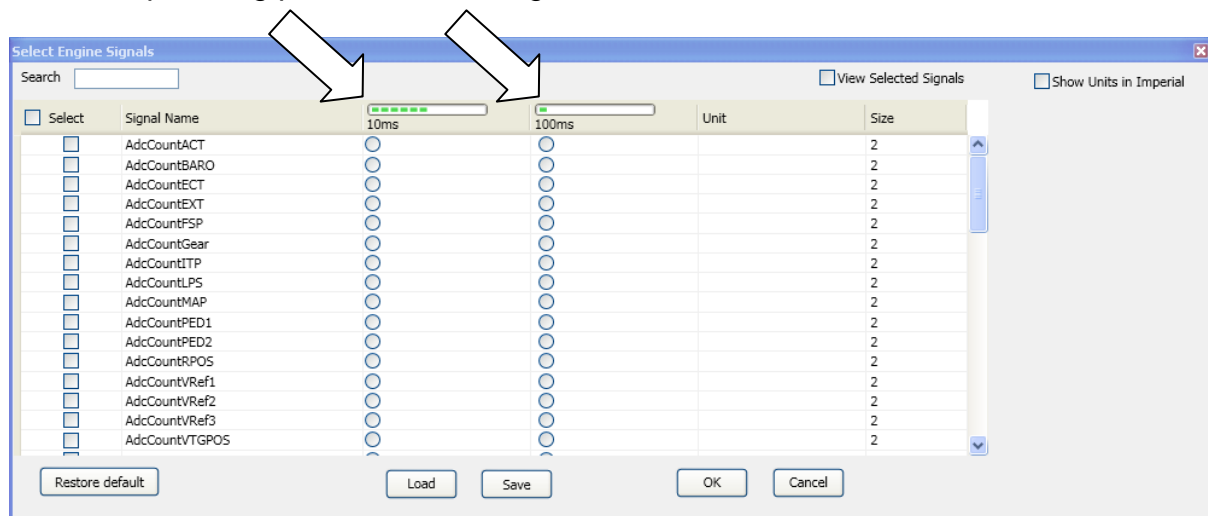 Select Engine Signals
Search View Selected Signals Show Units in Imperial
Select Signal Name 10ms 100ms Unit Size
AdcCountACT 2
AdcCountBARO 2
AdcCountECT 2
AdcCountEXT 2
AdcCountFSP 2
AdcCountGear 2
AdcCountITP 2
AdcCountLPS 2
AdcCountMAP 2
AdcCountPED1 2
AdcCountPED2 2
AdcCountRPOS 2
AdcCountVRef1 2
AdcCountVRef2 2
AdcCountVRef3 2
AdcCountVTGPOS 2
Restore default Load Save OK Cancel